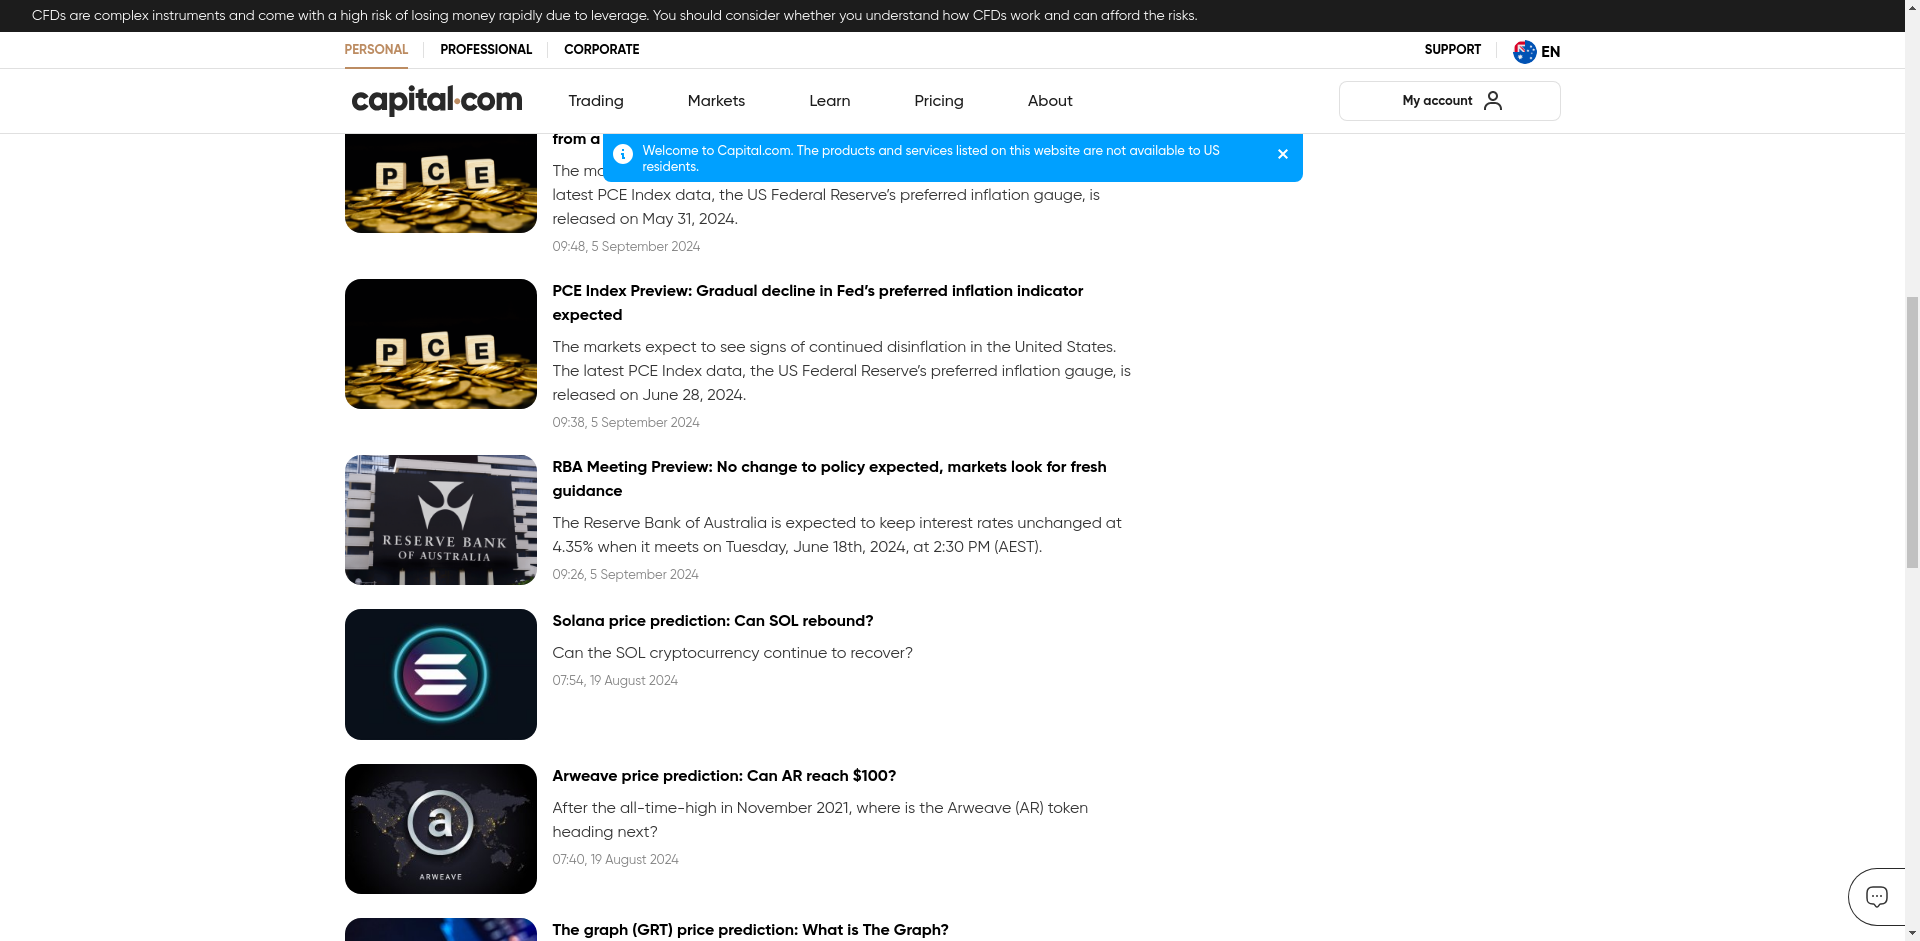 CFDs are complex instruments and come with a high risk of losing money rapidly due to leverage. You should consider whether you understand how CFDs work and can afford the risks.
PERSONAL PROFESSIONAL CORPORATE SUPPORT EN
capital.com Trading Markets Learn Pricing About My account
from a
Welcome to Capital.com. The products and services listed on this website are not available to US
residents.
The
latest PCE Index data, the US Federal Reserve’s preferred inflation gauge, is
released on May 31, 2024.
09:48, 5 September 2024
P C E
PCE Index Preview: Gradual decline in Fed’s preferred inflation indicator
expected
The markets expect to see signs of continued disinflation in the United States.
The latest PCE Index data, the US Federal Reserve’s preferred inflation gauge, is
released on June 28, 2024.
09:38, 5 September 2024
P C E
RBA Meeting Preview: No change to policy expected, markets look for fresh
guidance
The Reserve Bank of Australia is expected to keep interest rates unchanged at
4.35% when it meets on Tuesday, June 18th, 2024, at 2:30 PM (AEST).
09:26, 5 September 2024
RESERVE BANK
OF AUSTRALIA
Solana price prediction: Can SOL rebound?
Can the SOL cryptocurrency continue to recover?
07:54, 19 August 2024
Arweave price prediction: Can AR reach $100?
After the all-time-high in November 2021, where is the Arweave (AR) token
heading next?
07:40, 19 August 2024
a
ARWEAVE
The graph (GRT) price prediction: What is The Graph?